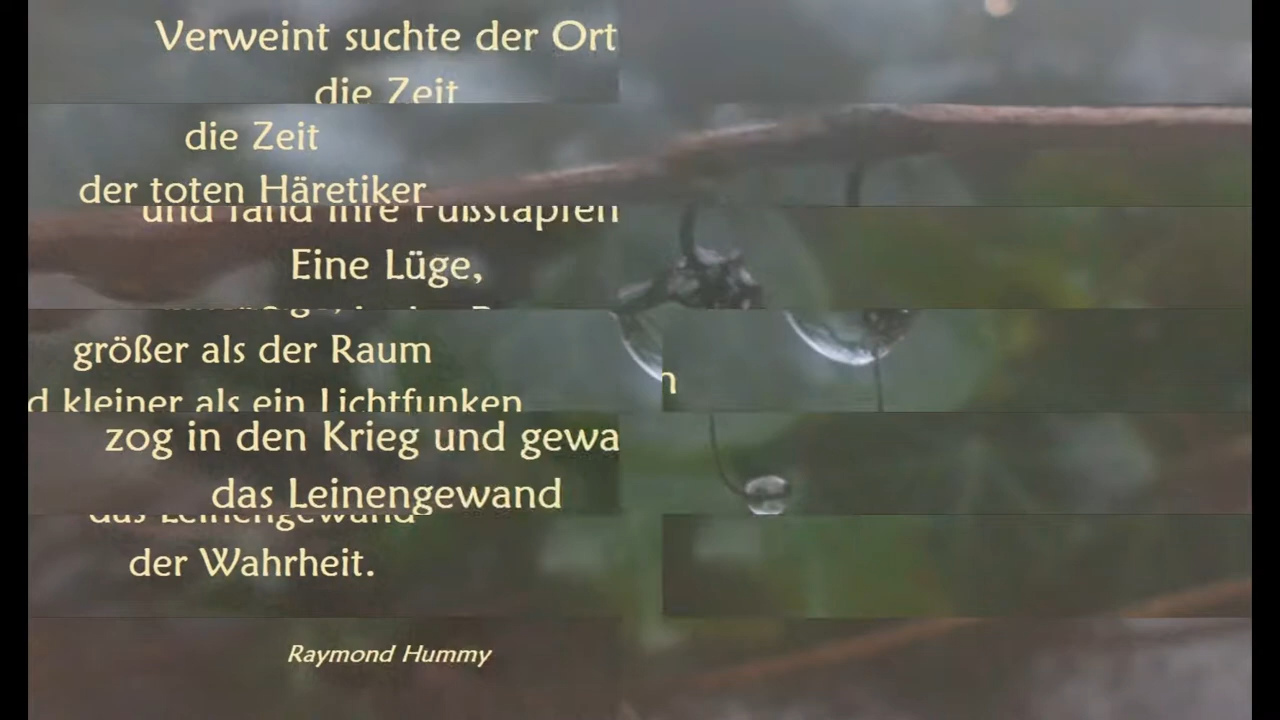 Verweint suchte der Ort
die Zeit
die Zeit
der toten Häretiker
und fand ihre Fußstapfen
Eine Lüge,
größer als der Raum
d kleiner als ein Lichtfunken
n
zog in den Krieg und gewa
das Leinengewand
das Leinengewand
der Wahrheit.
Raymond Hummy